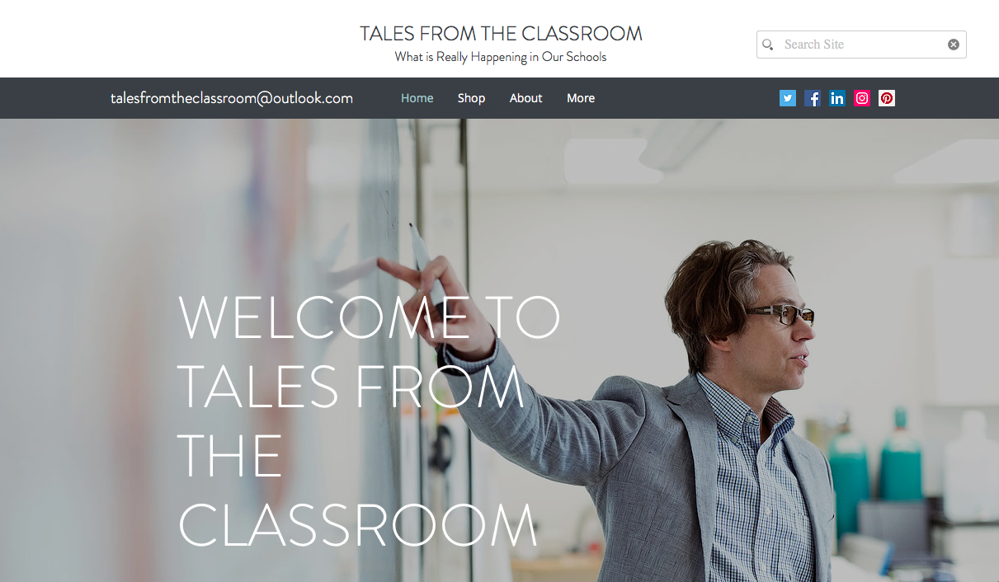 TALES FROM THE CLASSROOM
What is Really Happening in Our Schools
Search Site
talesfromtheclassroom@outlook.com
Home Shop About More
WELCOME TO
TALES FROM
THE
CLASSROOM